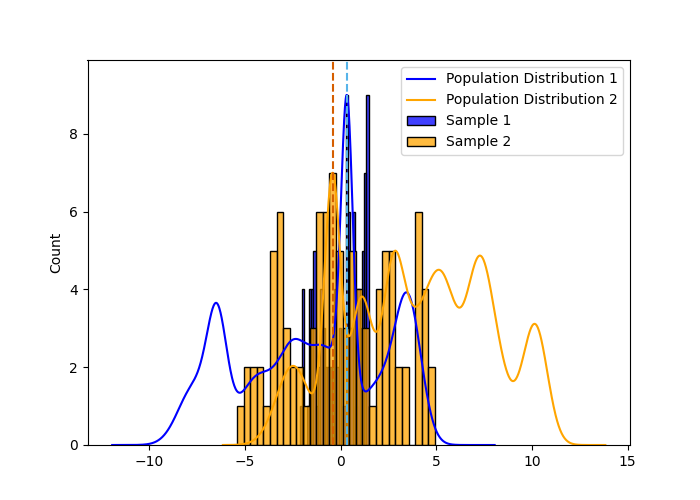 Population Distribution 1
Population Distribution 2
Sample 1
Sample 2
Count
8
6
4
2
0
−10 −5 0 5 10 15